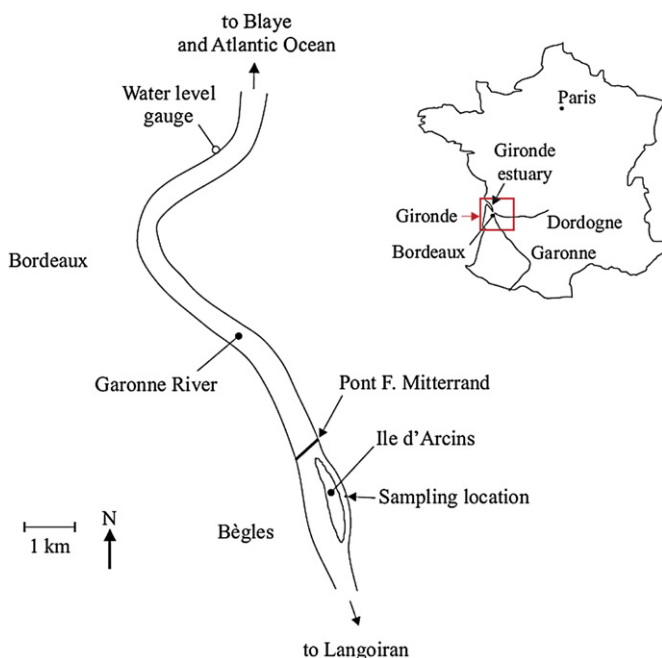 to Blaye
and Atlantic Ocean
Water level
gauge
Paris
Gironde
estuary
Gironde
Dordogne
Bordeaux
Garonne
Bordeaux
Garonne River
Pont F. Mitterrand
Ile d'Arcins
Sampling location
Bègles
N
1 km
to Langoiran